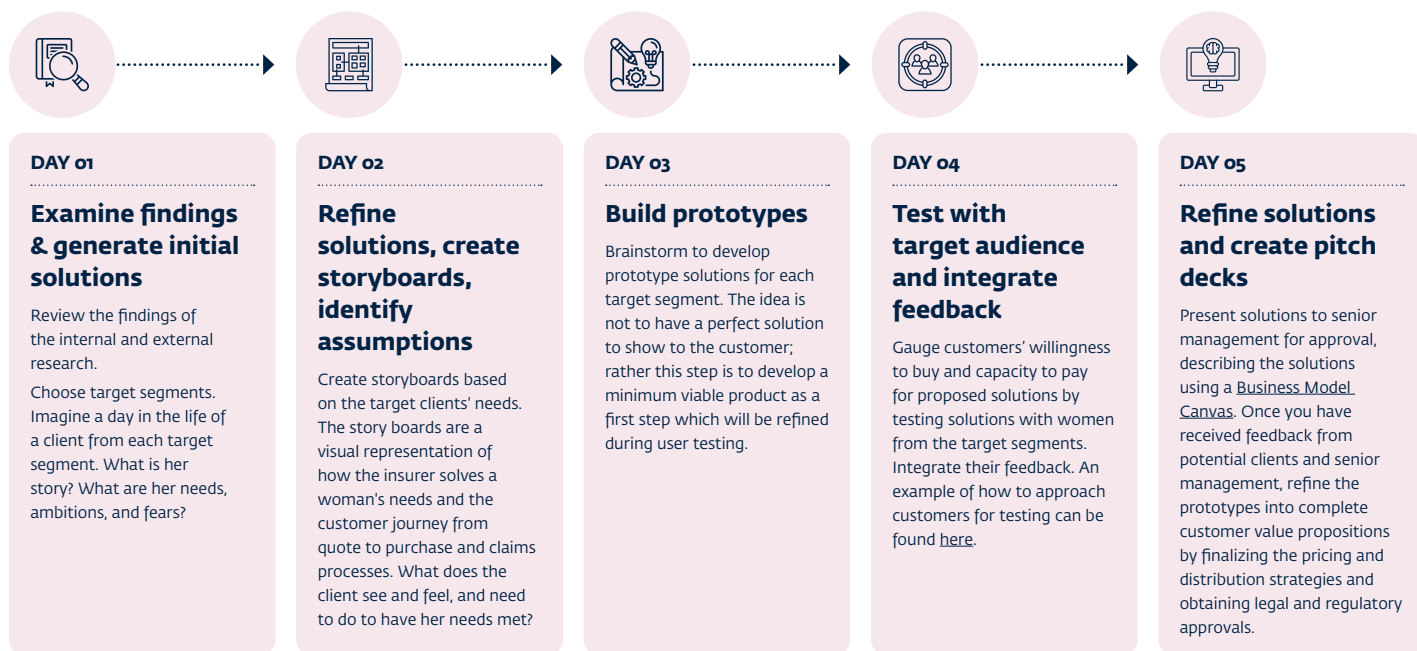 DAY 01
Examine findings
& generate initial
solutions
Review the findings of
the internal and external
research.
Choose target segments.
Imagine a day in the life of
a client from each target
segment. What is her
story? What are her needs,
ambitions, and fears?
DAY 02
Refine
solutions, create
storyboards,
identify
assumptions
Create storyboards based
on the target clients' needs.
The story boards are a
visual representation of
how the insurer solves a
woman's needs and the
customer journey from
quote to purchase and claims
processes. What does the
client see and feel, and need
to do to have her needs met?
DAY 03
Build prototypes
Brainstorm to develop
prototype solutions for each
target segment. The idea is
not to have a perfect solution
to show to the customer;
rather this step is to develop a
minimum viable product as a
first step which will be refined
during user testing.
DAY 04
Test with
target audience
and integrate
feedback
Gauge customers’ willingness
to buy and capacity to pay
for proposed solutions by
testing solutions with women
from the target segments.
Integrate their feedback. An
example of how to approach
customers for testing can be
found here.
DAY 05
Refine solutions
and create pitch
decks
Present solutions to senior
management for approval,
describing the solutions
using a Business Model
Canvas. Once you have
received feedback from
potential clients and senior
management, refine the
prototypes into complete
customer value propositions
by finalizing the pricing and
distribution strategies and
obtaining legal and regulatory
approvals.